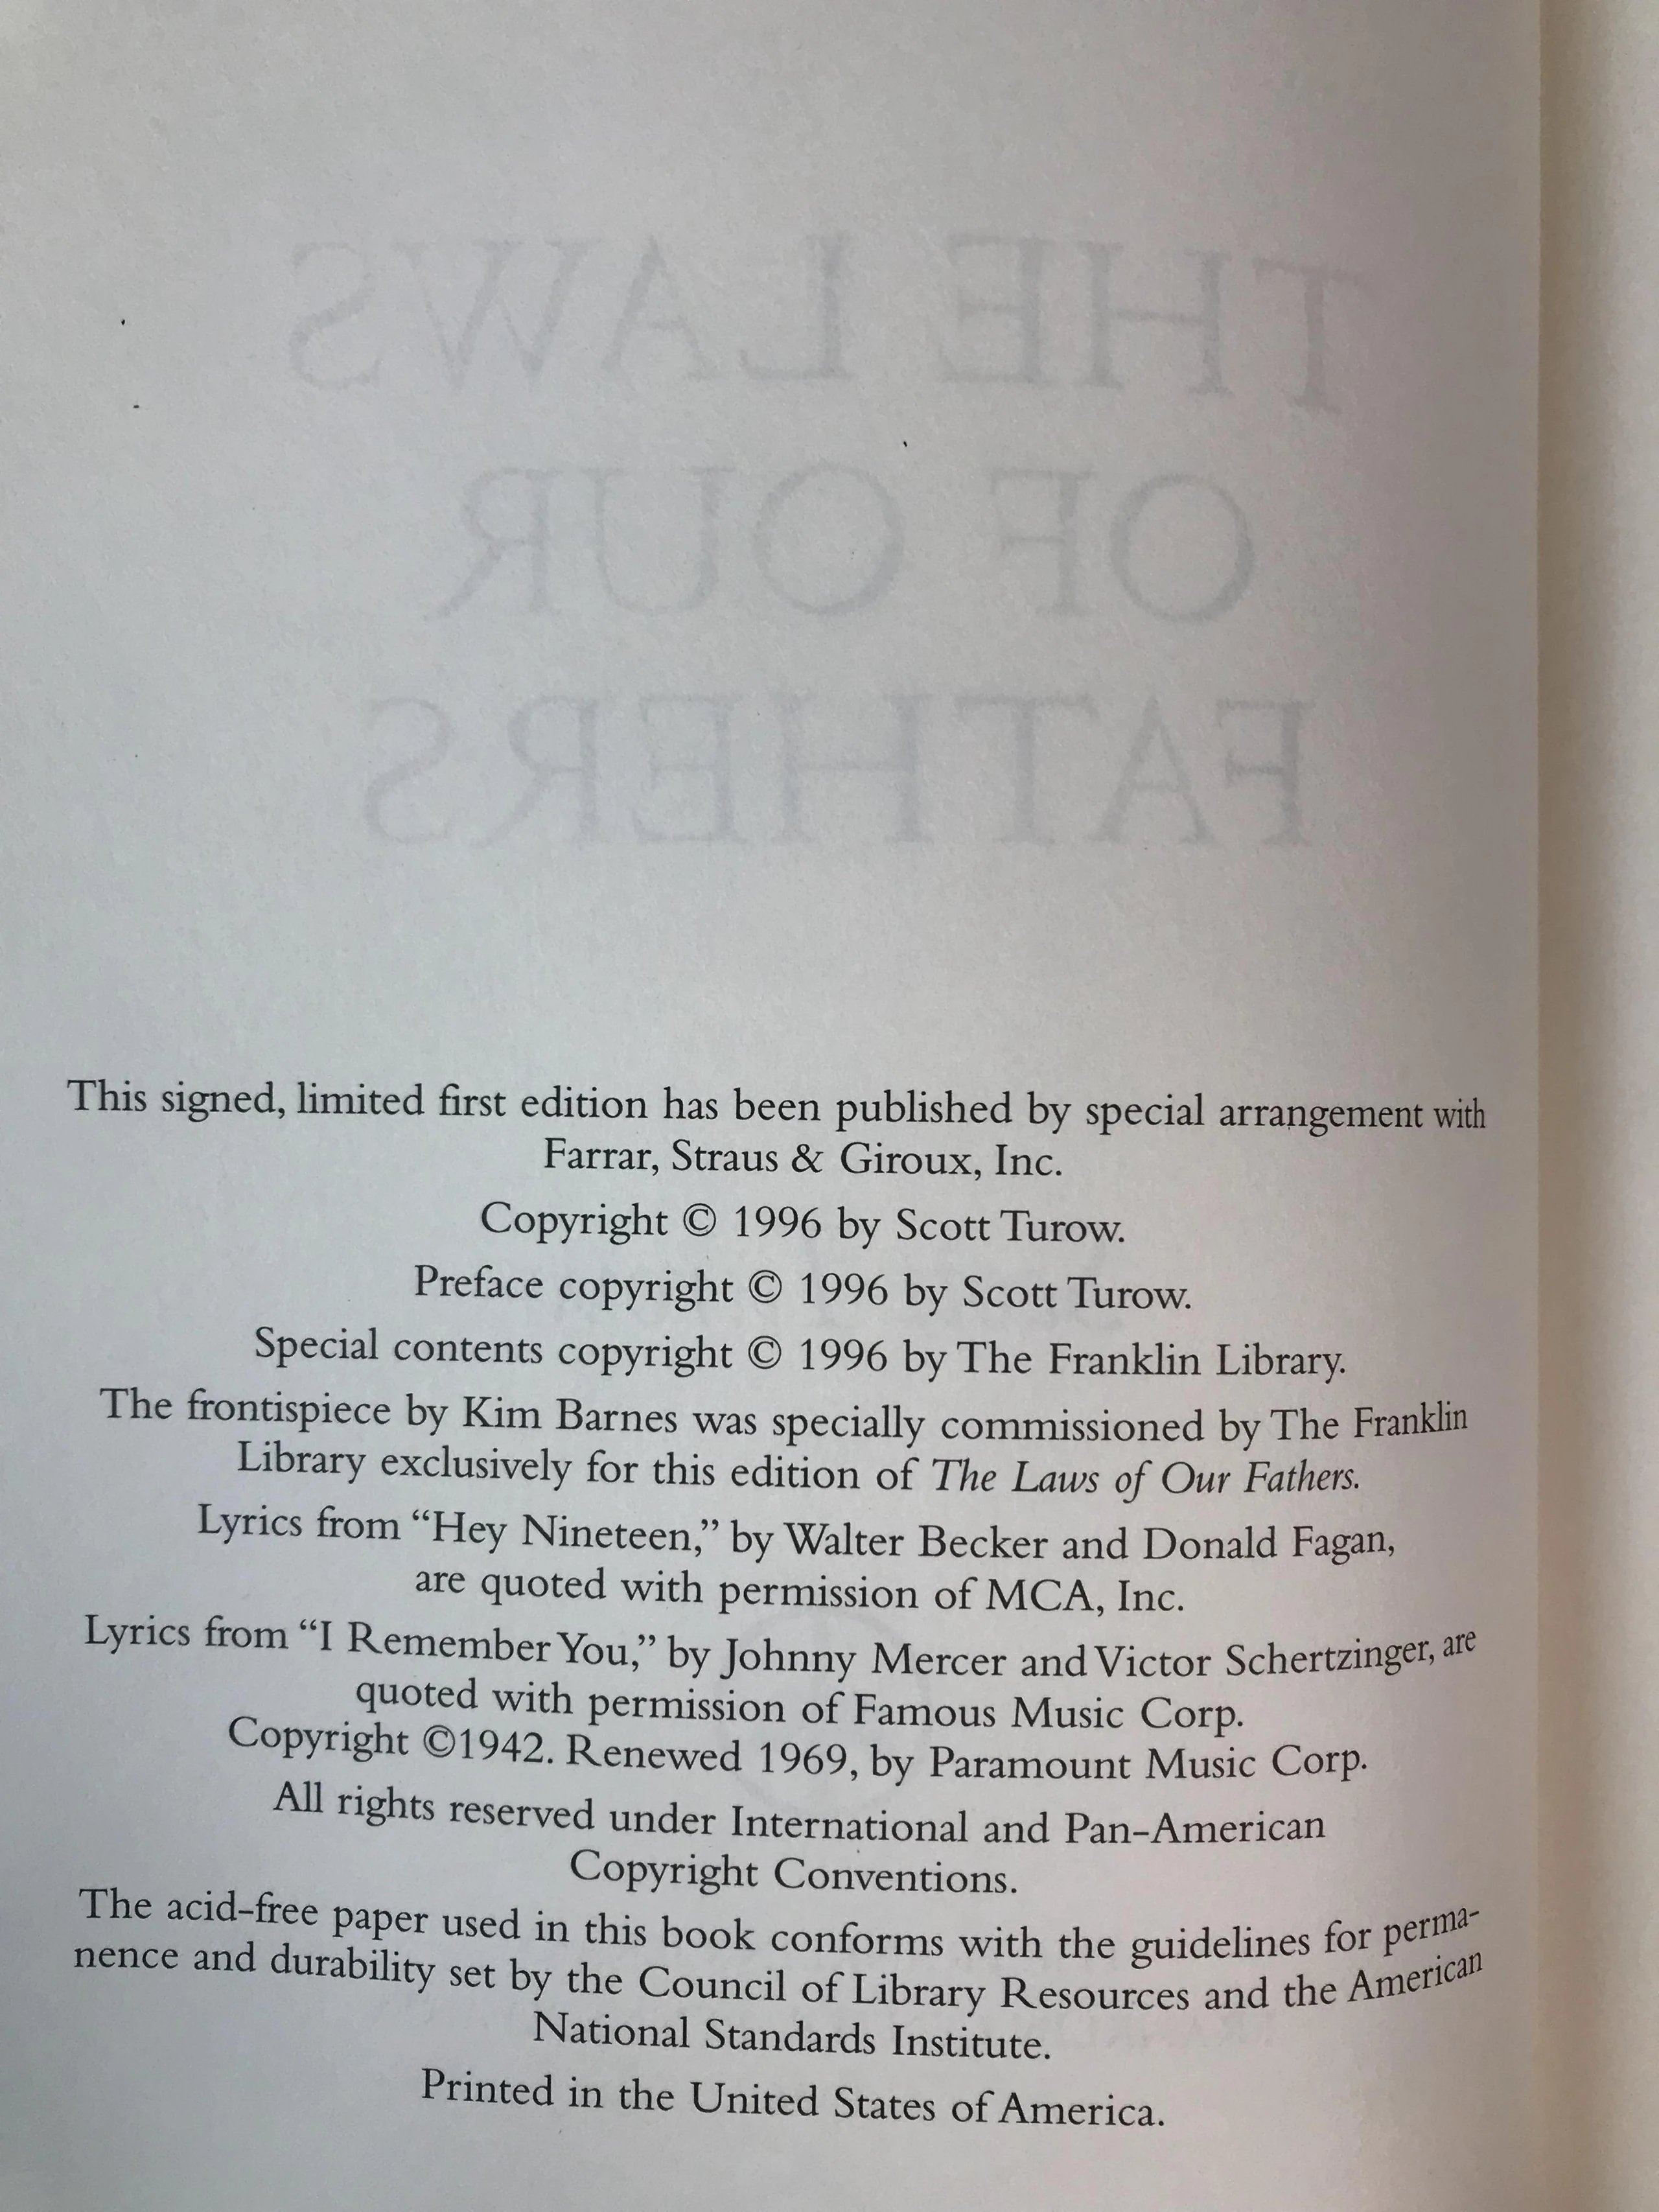 THE LAWS
OF OUR
FATHERS
This signed, limited first edition has been published by special arrangement with
Farrar, Straus & Giroux, Inc.
Copyright © 1996 by Scott Turow.
Preface copyright © 1996 by Scott Turow.
Special contents copyright © 1996 by The Franklin Library.
The frontispiece by Kim Barnes was specially commissioned by The Franklin
Library exclusively for this edition of The Laws of Our Fathers.
Lyrics from “Hey Nineteen,” by Walter Becker and Donald Fagan,
are quoted with permission of MCA, Inc.
Lyrics from “I Remember You,” by Johnny Mercer and Victor Schertzinger, are
quoted with permission of Famous Music Corp.
Copyright ©1942. Renewed 1969, by Paramount Music Corp.
All rights reserved under International and Pan-American
Copyright Conventions.
The acid-free paper used in this book conforms with the guidelines for perma-
nence and durability set by the Council of Library Resources and the American
National Standards Institute.
Printed in the United States of America.